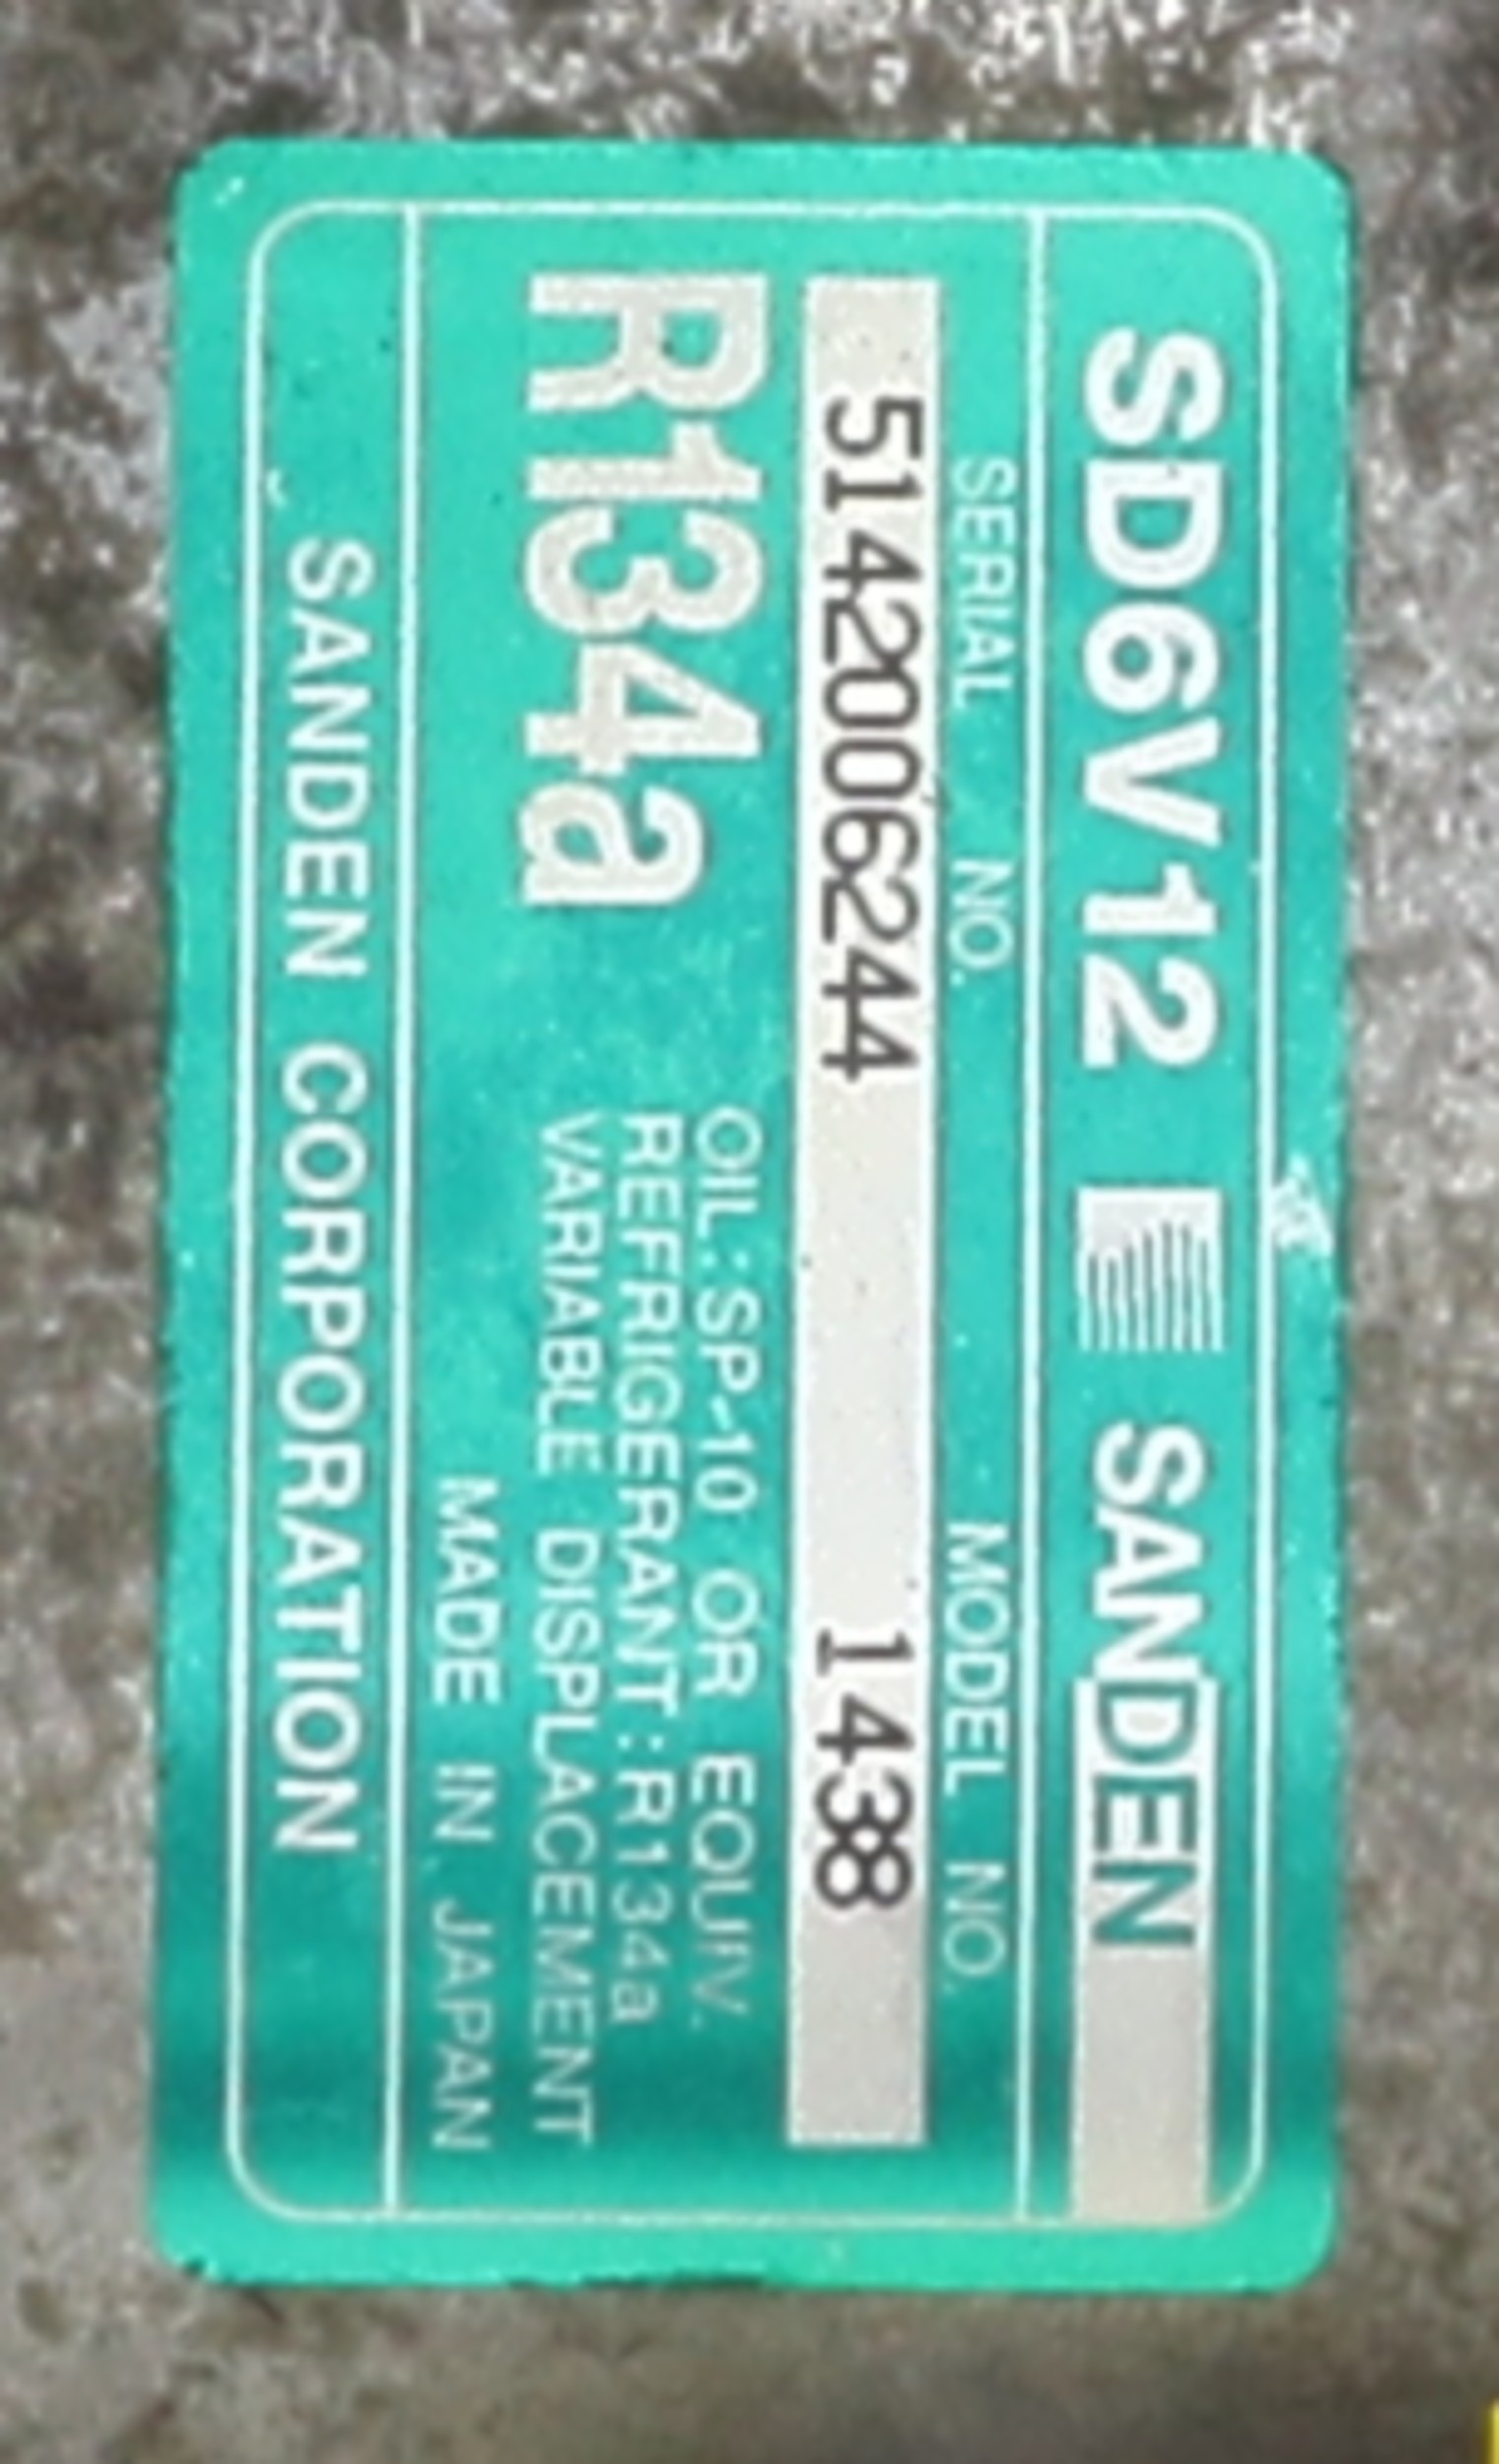 SD6V12 SANDEN
SERIAL NO. MODEL NO.
5142006244 1438
R134a
OIL:SP-10 OR EQUIV.
REFRIGERANT:R134a
VARIABLE DISPLACEMENT
MADE IN JAPAN
SANDEN CORPORATION